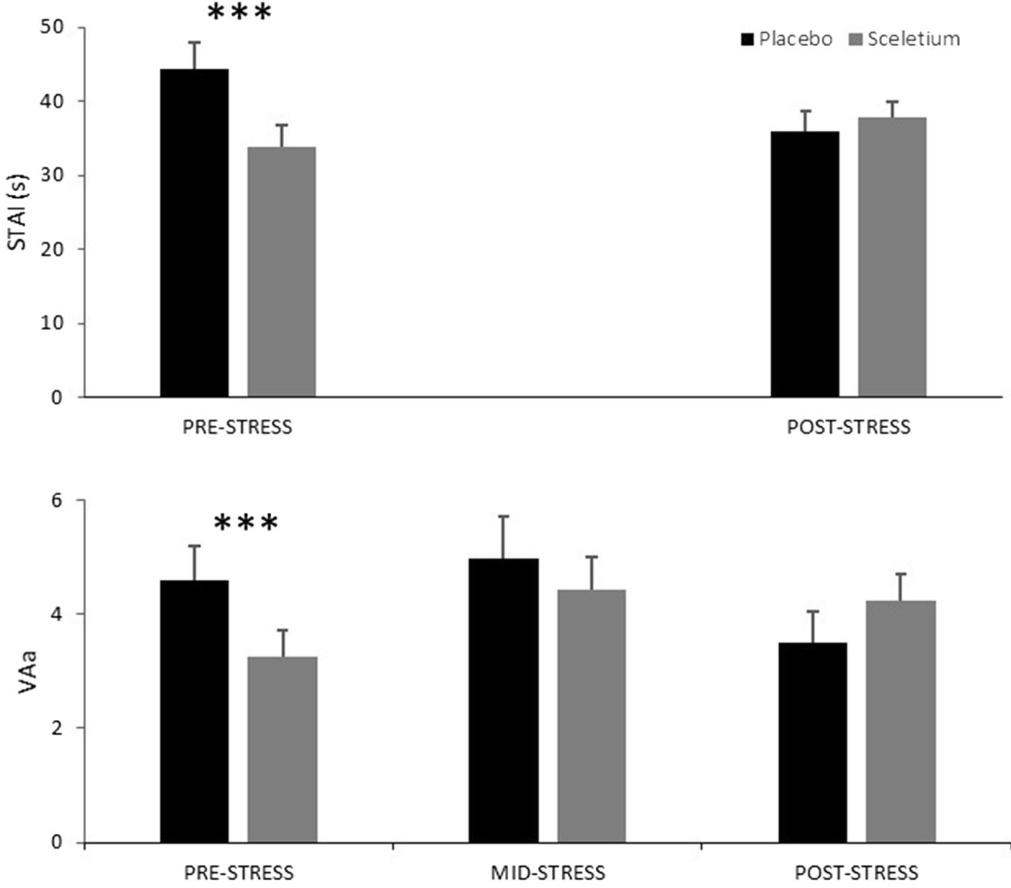 ***
50
Placebo Sceletium
40
30
20
10
0
STAI (s)
PRE-STRESS POST-STRESS
6
***
4
2
0
VAa
PRE-STRESS MID-STRESS POST-STRESS